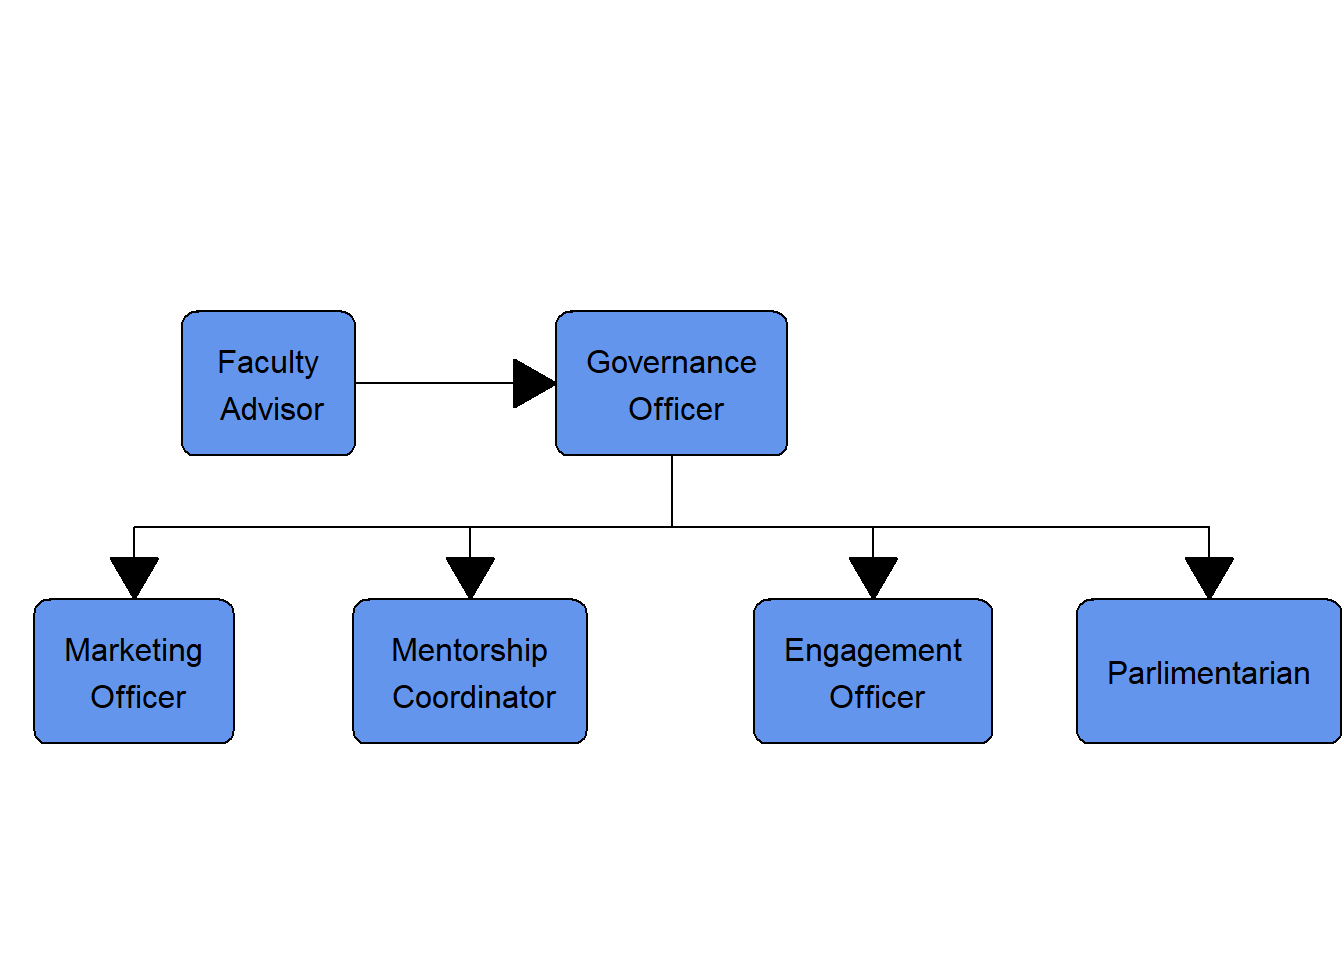 Faculty
Advisor
Governance
Officer
Marketing
Officer
Mentorship
Coordinator
Engagement
Officer
Parlimentarian